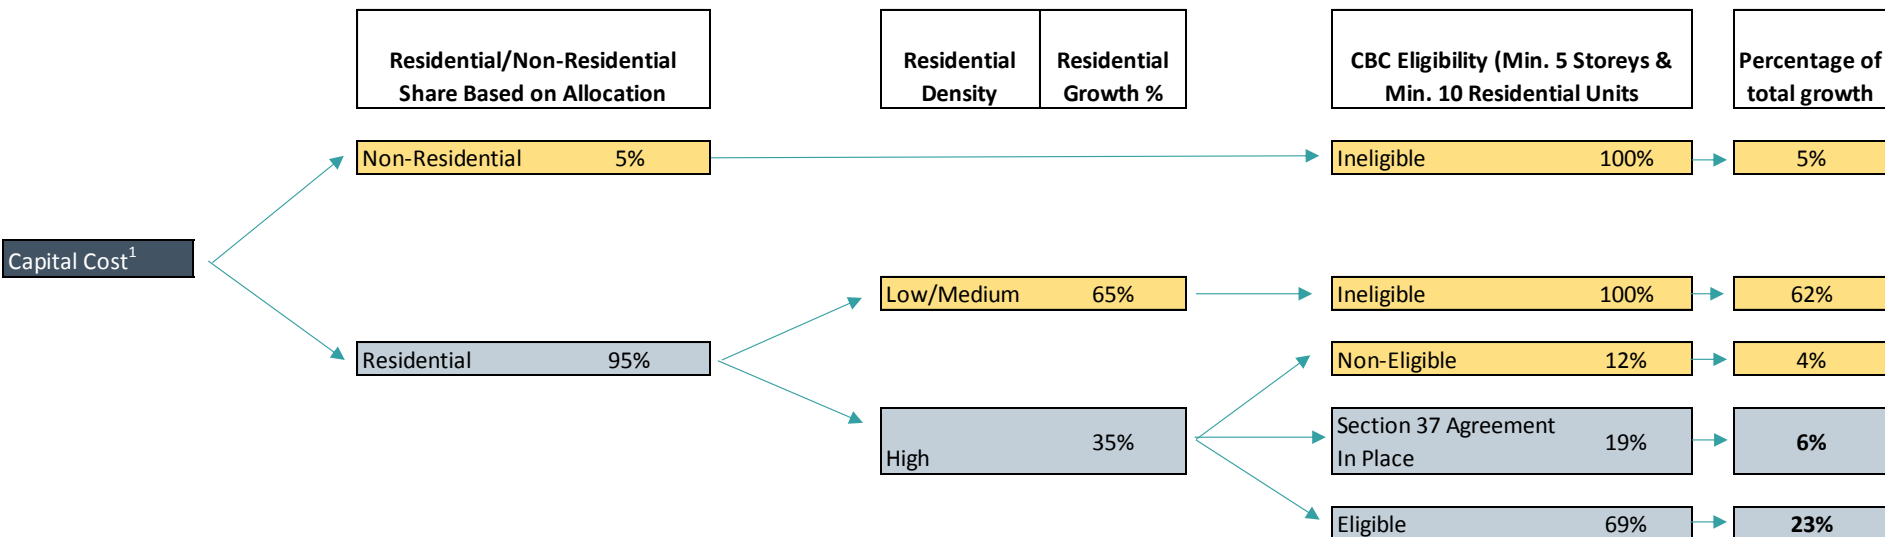 Residential/Non-Residential
Share Based on Allocation
Residential
Density
Residential
Growth %
CBC Eligibility (Min. 5 Storeys &
Min. 10 Residential Units
Percentage of
total growth
Non-Residential 5%
Ineligible 100%
5%
Capital Cost1
Low/Medium 65%
Ineligible 100%
62%
Residential 95%
Non-Eligible 12%
4%
High 35%
Section 37 Agreement
In Place 19%
6%
Eligible 69%
23%